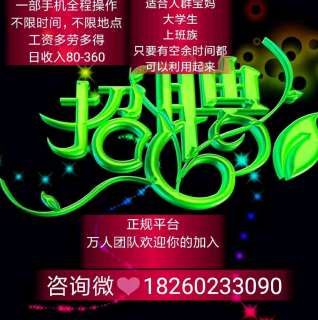 一部手机全程操作
不限时间，不限地点
工资多劳多得
日收入80-360
适合人群宝妈
大学生
上班族
只要有空余时间都
可以利用起来
招聘
正规平台
万人团队欢迎你的加入
咨询微❤18260233090